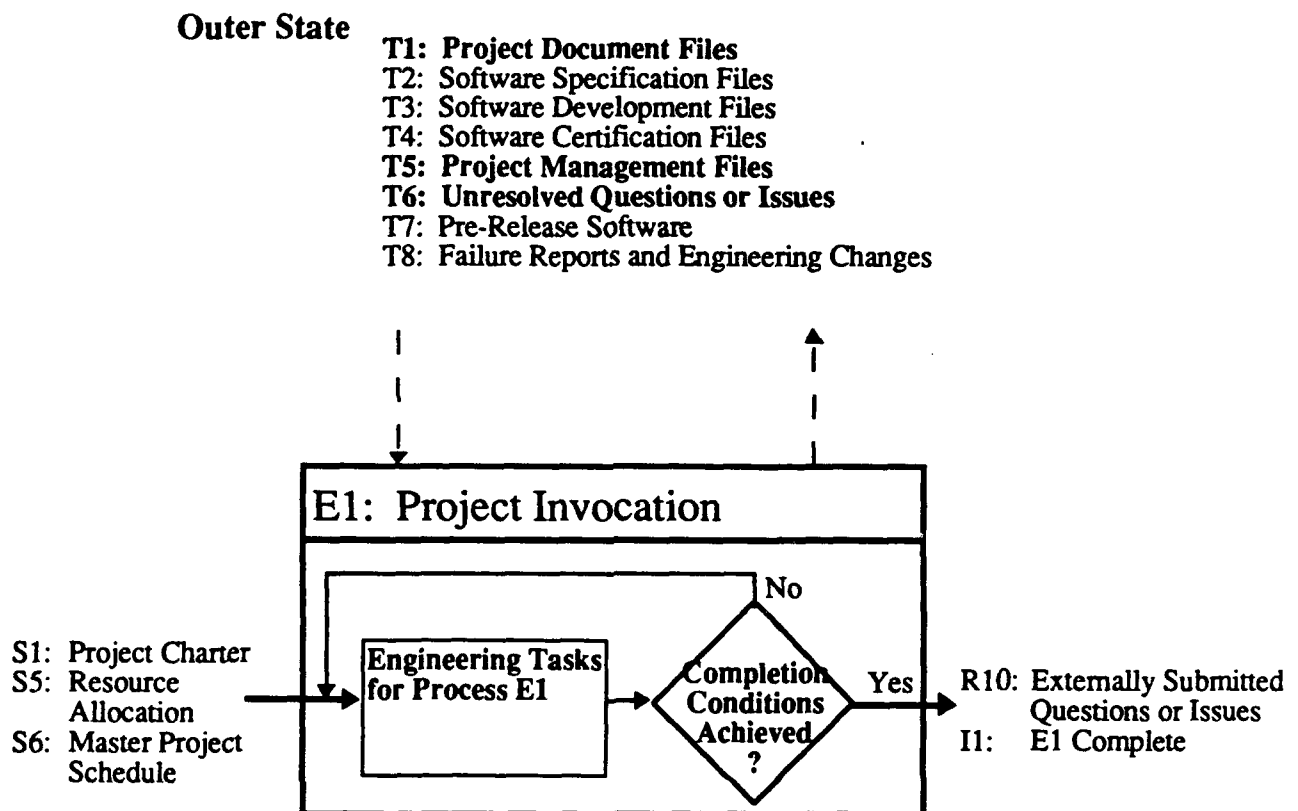 Outer State
T1: Project Document Files
T2: Software Specification Files
T3: Software Development Files
T4: Software Certification Files
T5: Project Management Files
T6: Unresolved Questions or Issues
T7: Pre-Release Software
T8: Failure Reports and Engineering Changes
E1: Project Invocation
No
S1: Project Charter
S5: Resource
Allocation
S6: Master Project
Schedule
Engineering Tasks
for Process E1
Completion
Conditions
Achieved
?
Yes
R10: Externally Submitted
Questions or Issues
I1: E1 Complete